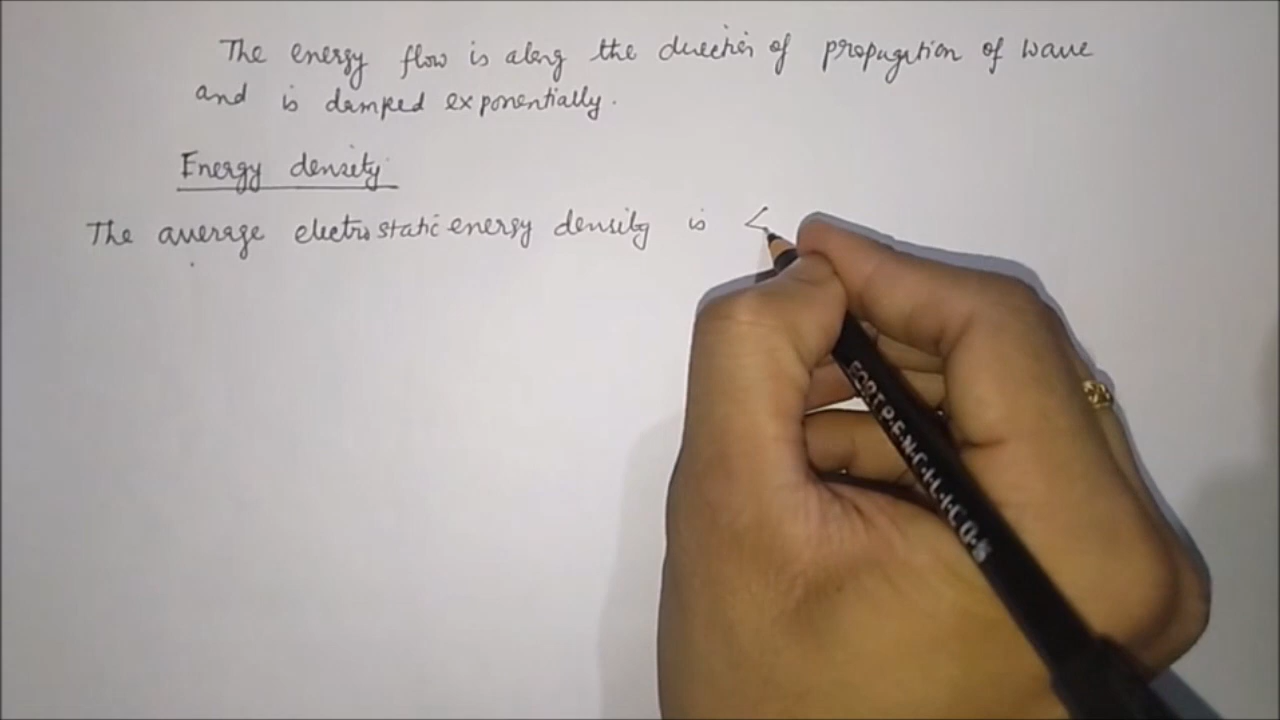 The energy flow is along the direction of propagation of wave
and is damped exponentially.
Energy density
The average electrostatic energy density is <